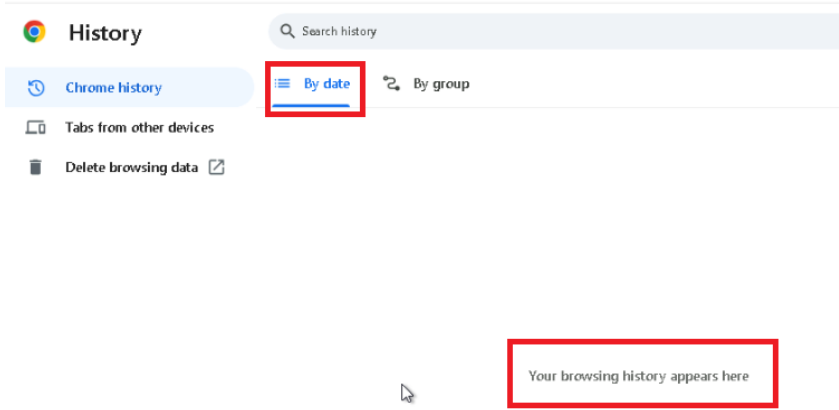 History
Search history
Chrome history
By date
By group
Tabs from other devices
Delete browsing data
Your browsing history appears here